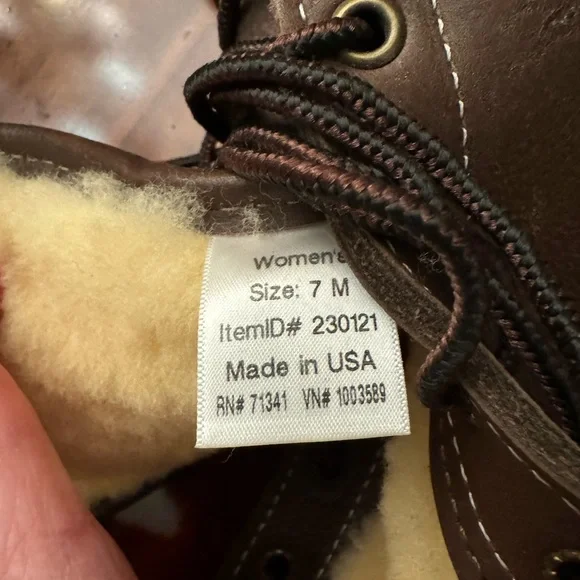 Women's
Size: 7 M
ItemID# 230121
Made in USA
RN# 71341 VN# 1003589